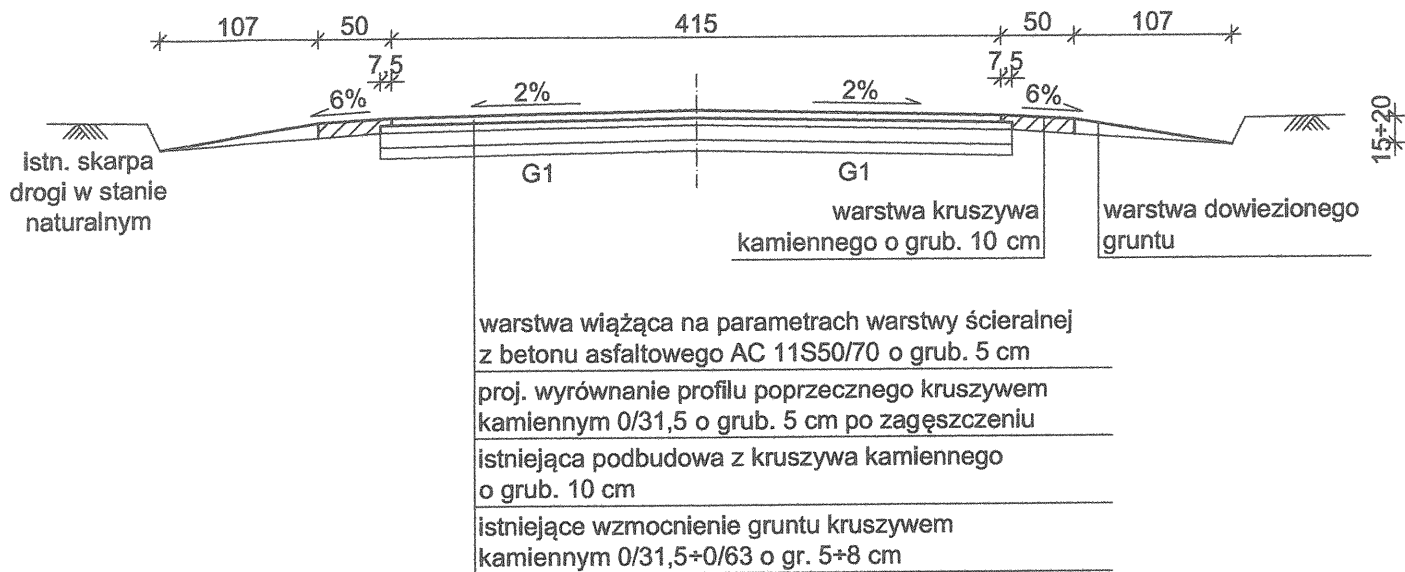 107 50 415 50 107
7,5 7,5
6% 2% 2% 6%
15÷20
G1 G1
istn. skarpa
drogi w stanie
naturalnym
warstwa kruszywa
kamiennego o grub. 10 cm
warstwa dowiezionego
gruntu
warstwa wiążąca na parametrach warstwy ścieralnej
z betonu asfaltowego AC 11S50/70 o grub. 5 cm
proj. wyrównanie profilu poprzecznego kruszywem
kamiennym 0/31,5 o grub. 5 cm po zagęszczeniu
istniejąca podbudowa z kruszywa kamiennego
o grub. 10 cm
istniejące wzmocnienie gruntu kruszywem
kamiennym 0/31,5÷0/63 o gr. 5÷8 cm